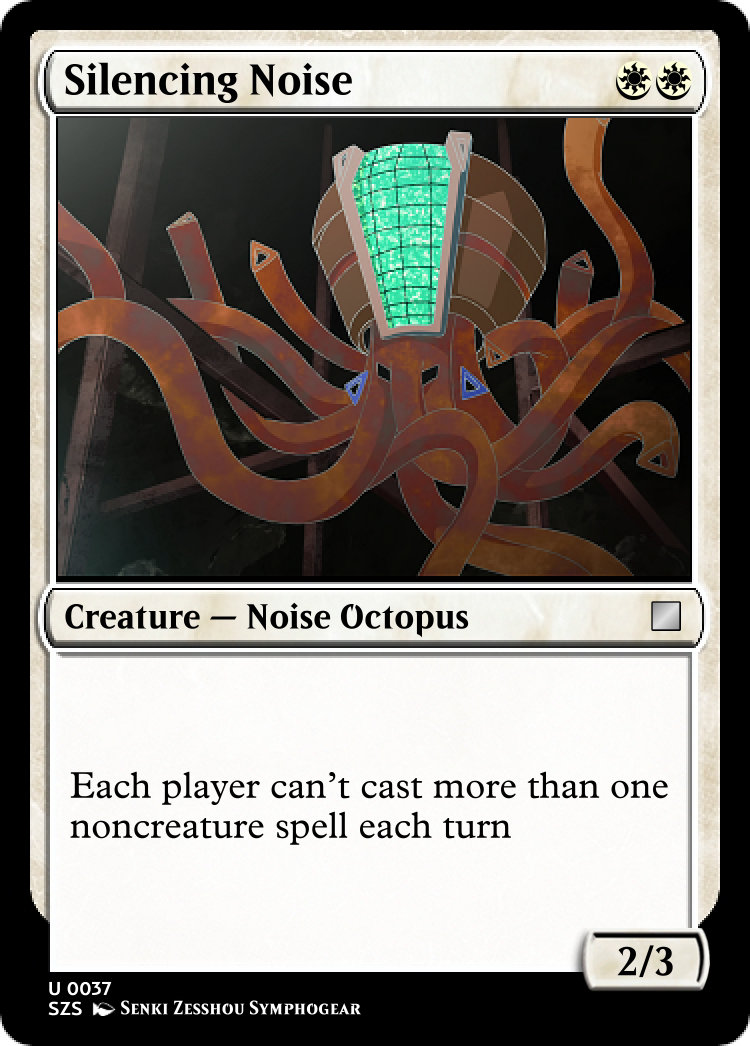 Silencing Noise
Creature — Noise Octopus
Each player can't cast more than one
noncreature spell each turn
2/3
U 0037
SZS Senki Zesshou Symphogear